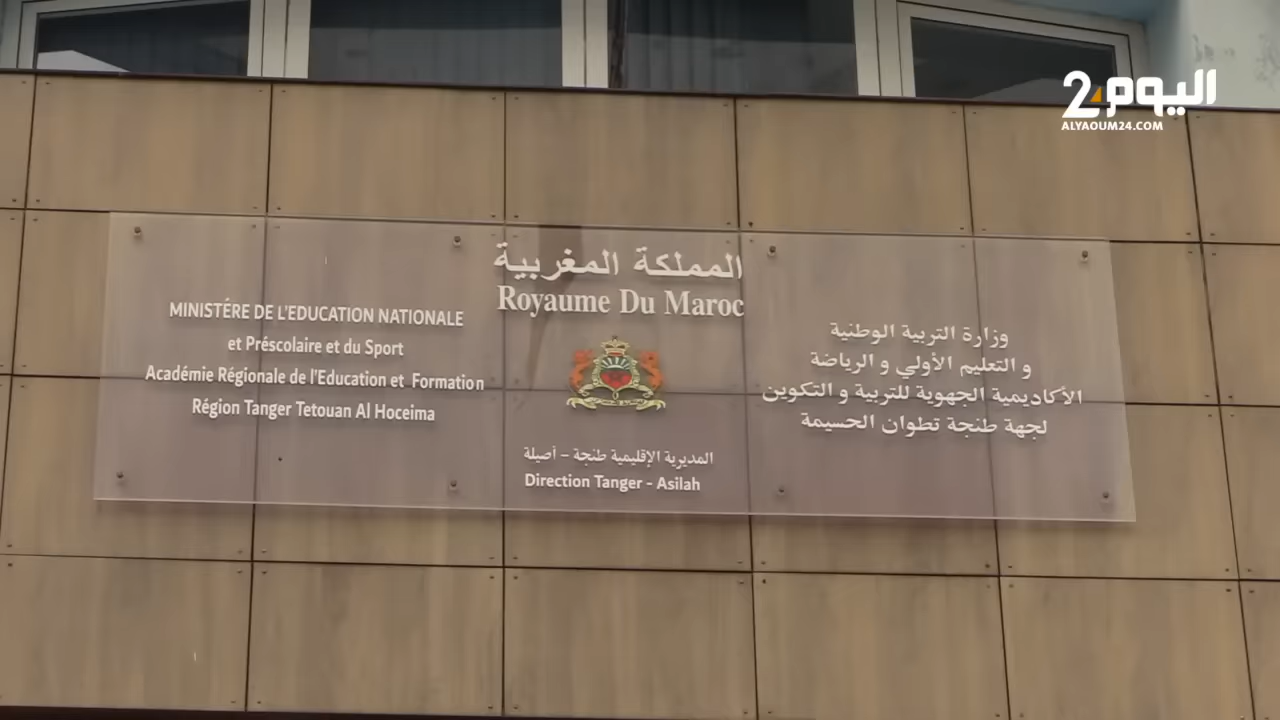 اليوم 24
ALYAOUM24.COM
المملكة المغربية
Royaume Du Maroc
MINISTÉRE DE L'EDUCATION NATIONALE
et Préscolaire et du Sport
Académie Régionale de l'Education et Formation
Région Tanger Tetouan Al Hoceima
وزارة التربية الوطنية
و التعليم الأولي و الرياضة
الأكاديمية الجهوية للتربية و التكوين
لجهة طنجة تطوان الحسيمة
المديرية الإقليمية طنجة - أصيلة
Direction Tanger - Asilah